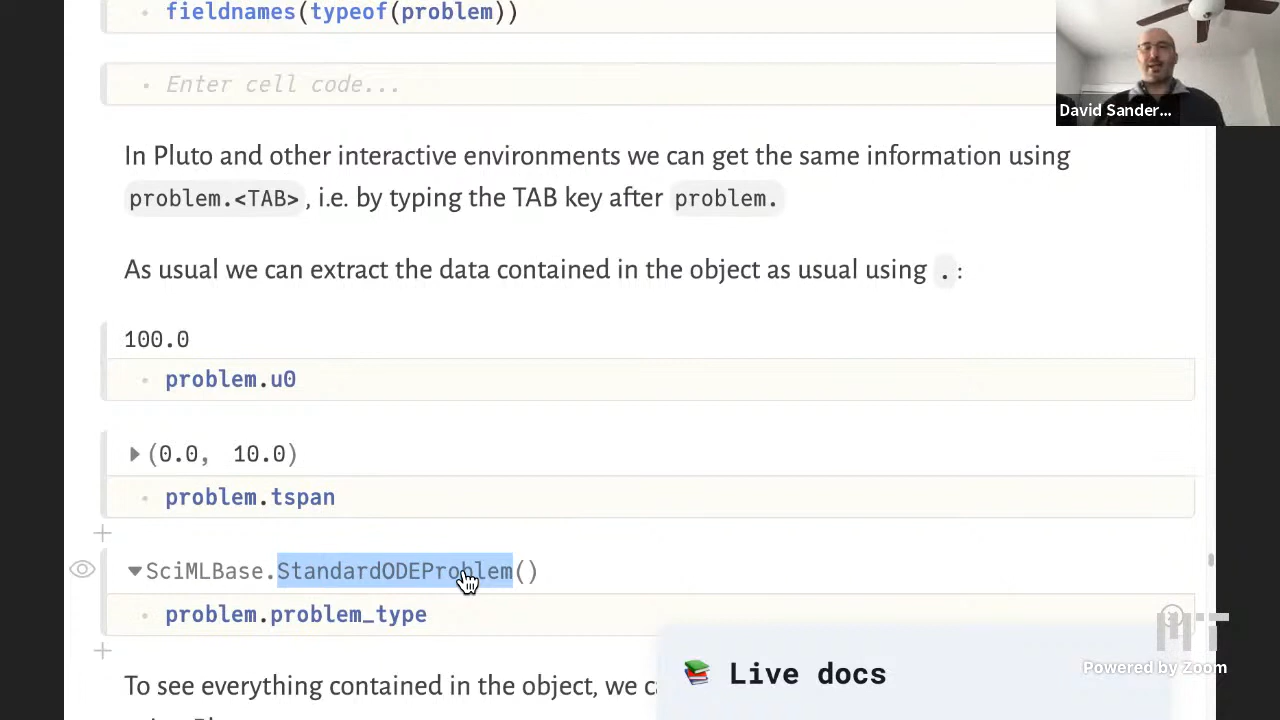 fieldnames(typeof(problem))
Enter cell code...
David Sander...
In Pluto and other interactive environments we can get the same information using
problem.<TAB>, i.e. by typing the TAB key after problem.
As usual we can extract the data contained in the object as usual using .:
100.0
problem.u0
(0.0, 10.0)
problem.tspan
SciMLBase.StandardODEProblem()
problem.problem_type
MIT
Powered by Zoom
Live docs
To see everything contained in the object, we c